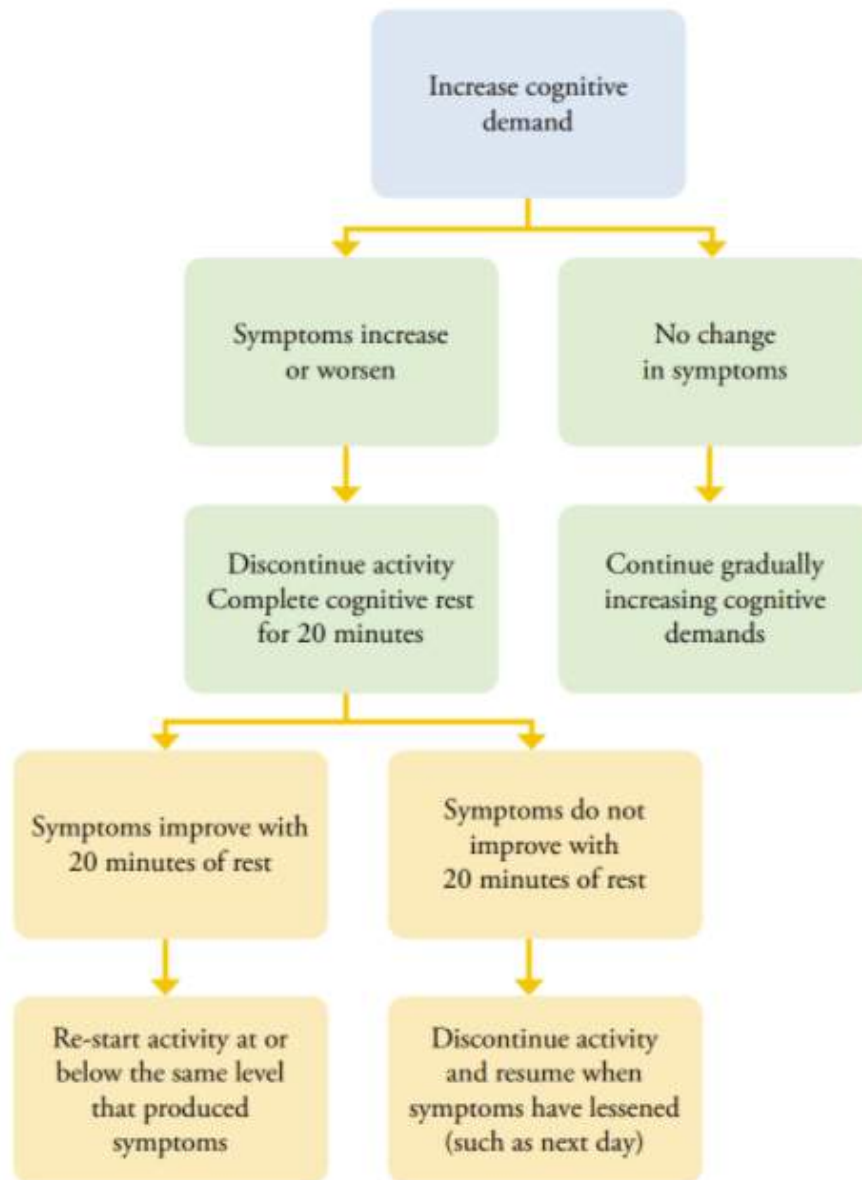 Increase cognitive
demand
Symptoms increase
or worsen
No change
in symptoms
Discontinue activity
Complete cognitive rest
for 20 minutes
Continue gradually
increasing cognitive
demands
Symptoms improve with
20 minutes of rest
Symptoms do not
improve with
20 minutes of rest
Re-start activity at or
below the same level
that produced
symptoms
Discontinue activity
and resume when
symptoms have lessened
(such as next day)